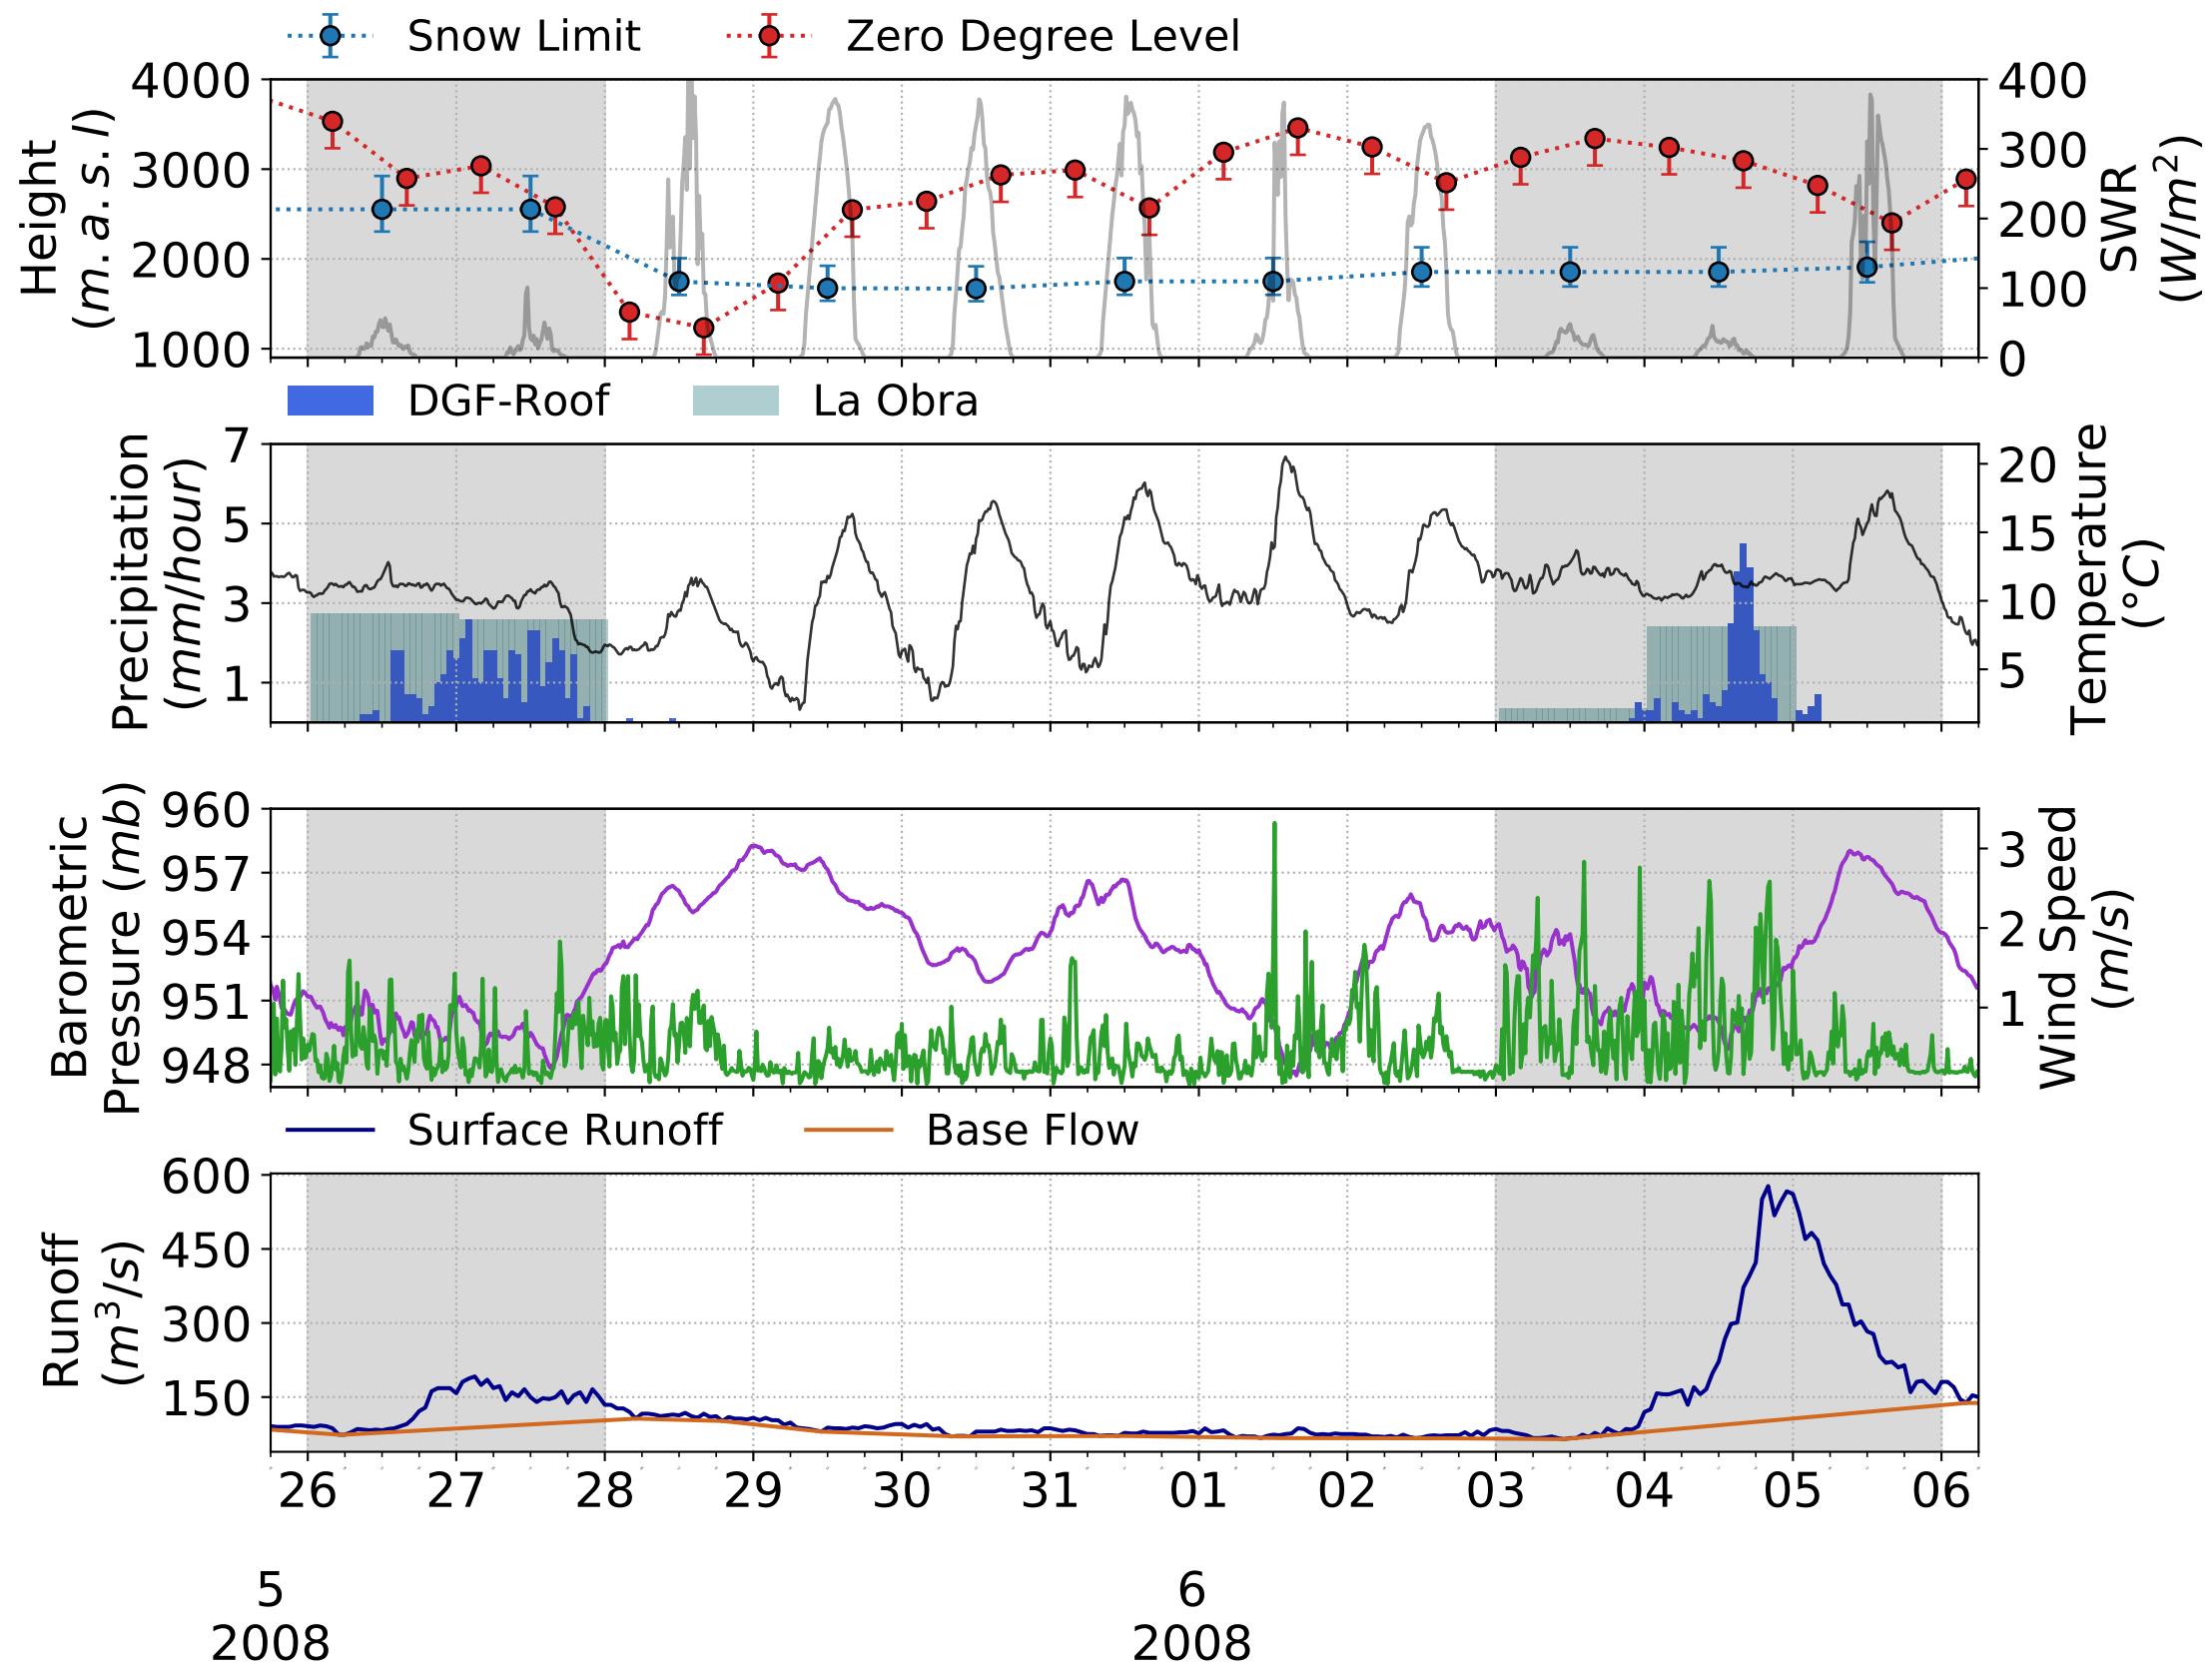 Snow Limit Zero Degree Level
Height
(m.a.s.l)
4000
3000
2000
1000
400
300
200
100
0
SWR
(W/m²)
DGF-Roof La Obra
Precipitation
(mm/hour)
7
5
3
1
20
15
10
5
Temperature
(°C)
Barometric
Pressure (mb)
960
957
954
951
948
3
2
1
Wind Speed
(m/s)
Surface Runoff Base Flow
Runoff
(m³/s)
600
450
300
150
26 27 28 29 30 31 01 02 03 04 05 06
5 6
2008 2008